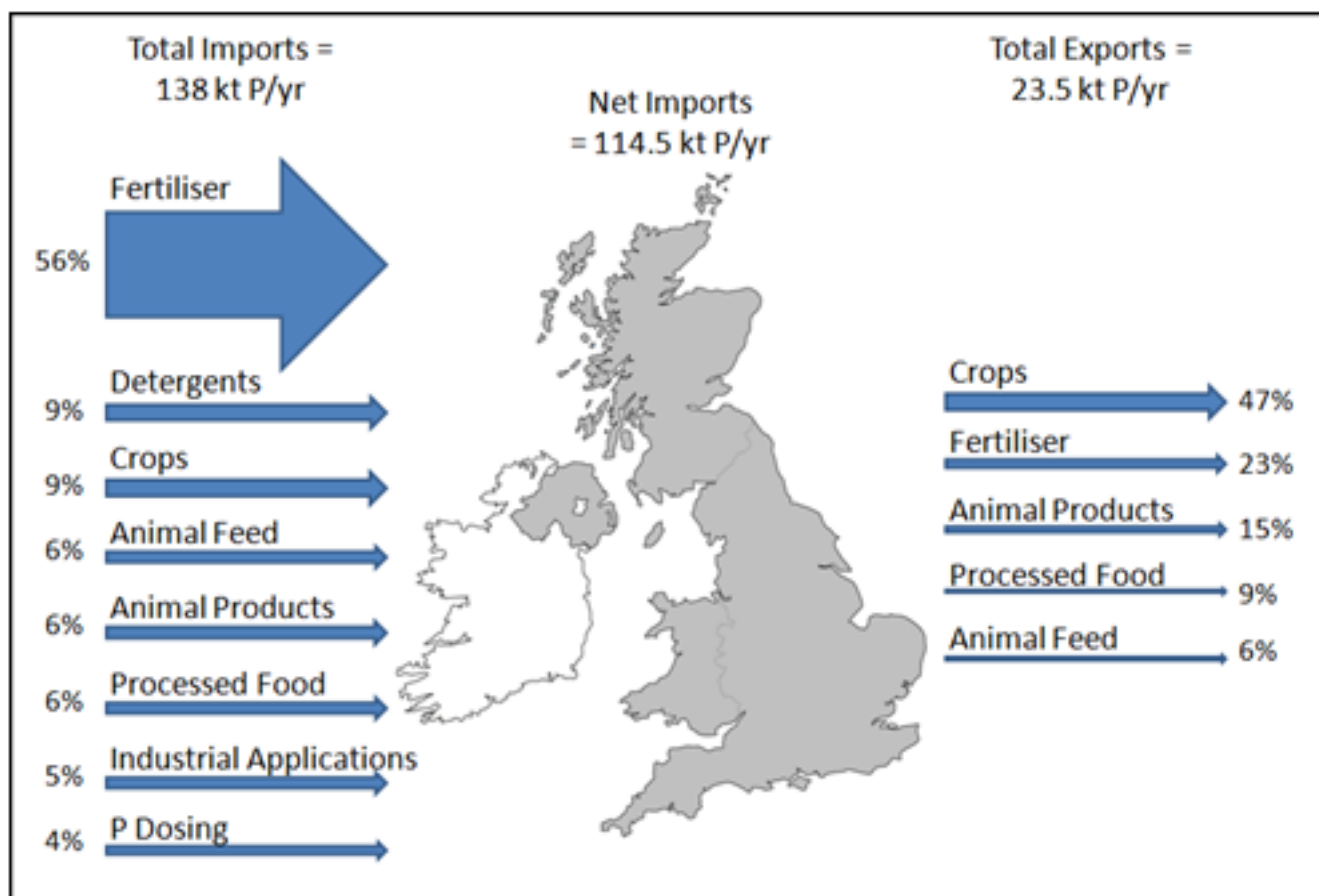 Total Imports =
138 kt P/yr
Net Imports
= 114.5 kt P/yr
Total Exports =
23.5 kt P/yr
Fertiliser
56%
Detergents
9%
Crops
9%
Animal Feed
6%
Animal Products
6%
Processed Food
6%
Industrial Applications
5%
P Dosing
4%
Crops
47%
Fertiliser
23%
Animal Products
15%
Processed Food
9%
Animal Feed
6%